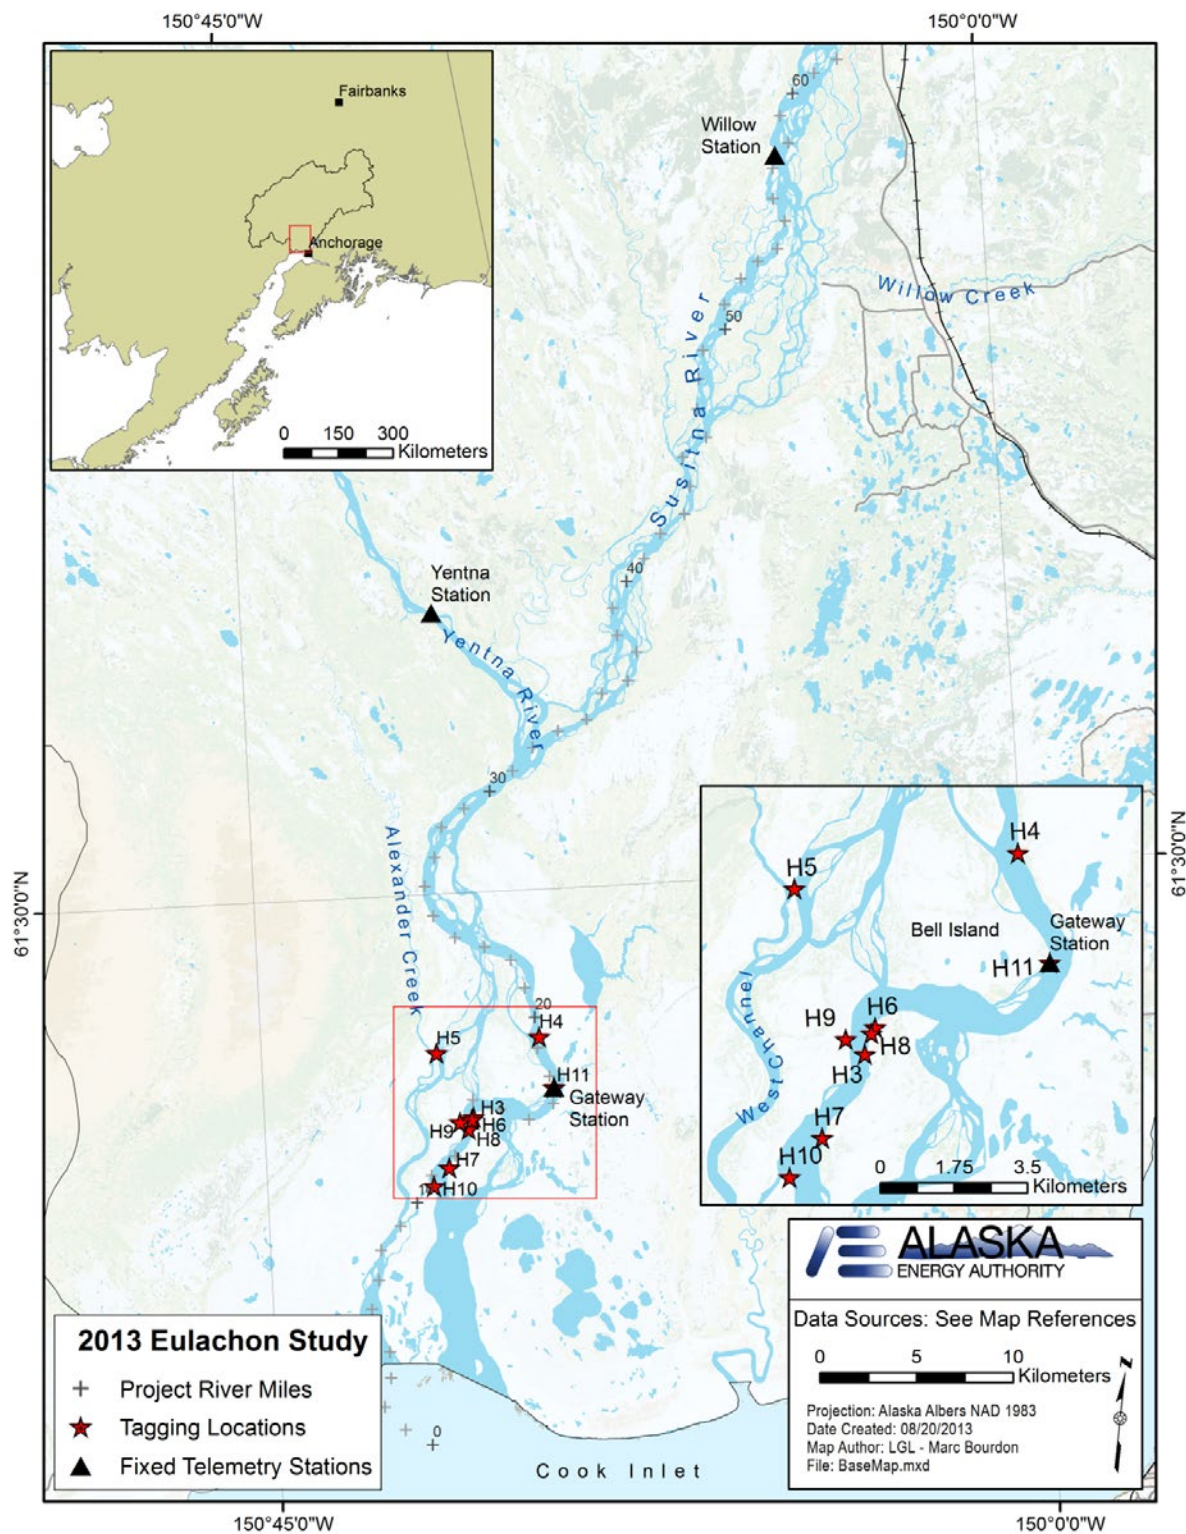 150°45'0"W
150°0'0"W
Fairbanks
Anchorage
0 150 300
Kilometers
60
Willow
Station
Willow Creek
50
Susitna River
40
Yentna
Station
Yentna River
30
Alexander Creek
61°30'0"N
61°30'0"N
20
H4
H5
H11
Gateway
Station
H3
H6
H9
H8
H7
H10
H4
H5
Bell Island
Gateway
Station
H11
West Channel
H6
H9
H8
H3
H7
H10
0 1.75 3.5
Kilometers
ALASKA
ENERGY AUTHORITY
Data Sources: See Map References
0 5 10
Kilometers
Projection: Alaska Albers NAD 1983
Date Created: 08/20/2013
Map Author: LGL - Marc Bourdon
File: BaseMap.mxd
N
2013 Eulachon Study
Project River Miles
Tagging Locations
Fixed Telemetry Stations
0
Cook Inlet
150°45'0"W
150°0'0"W